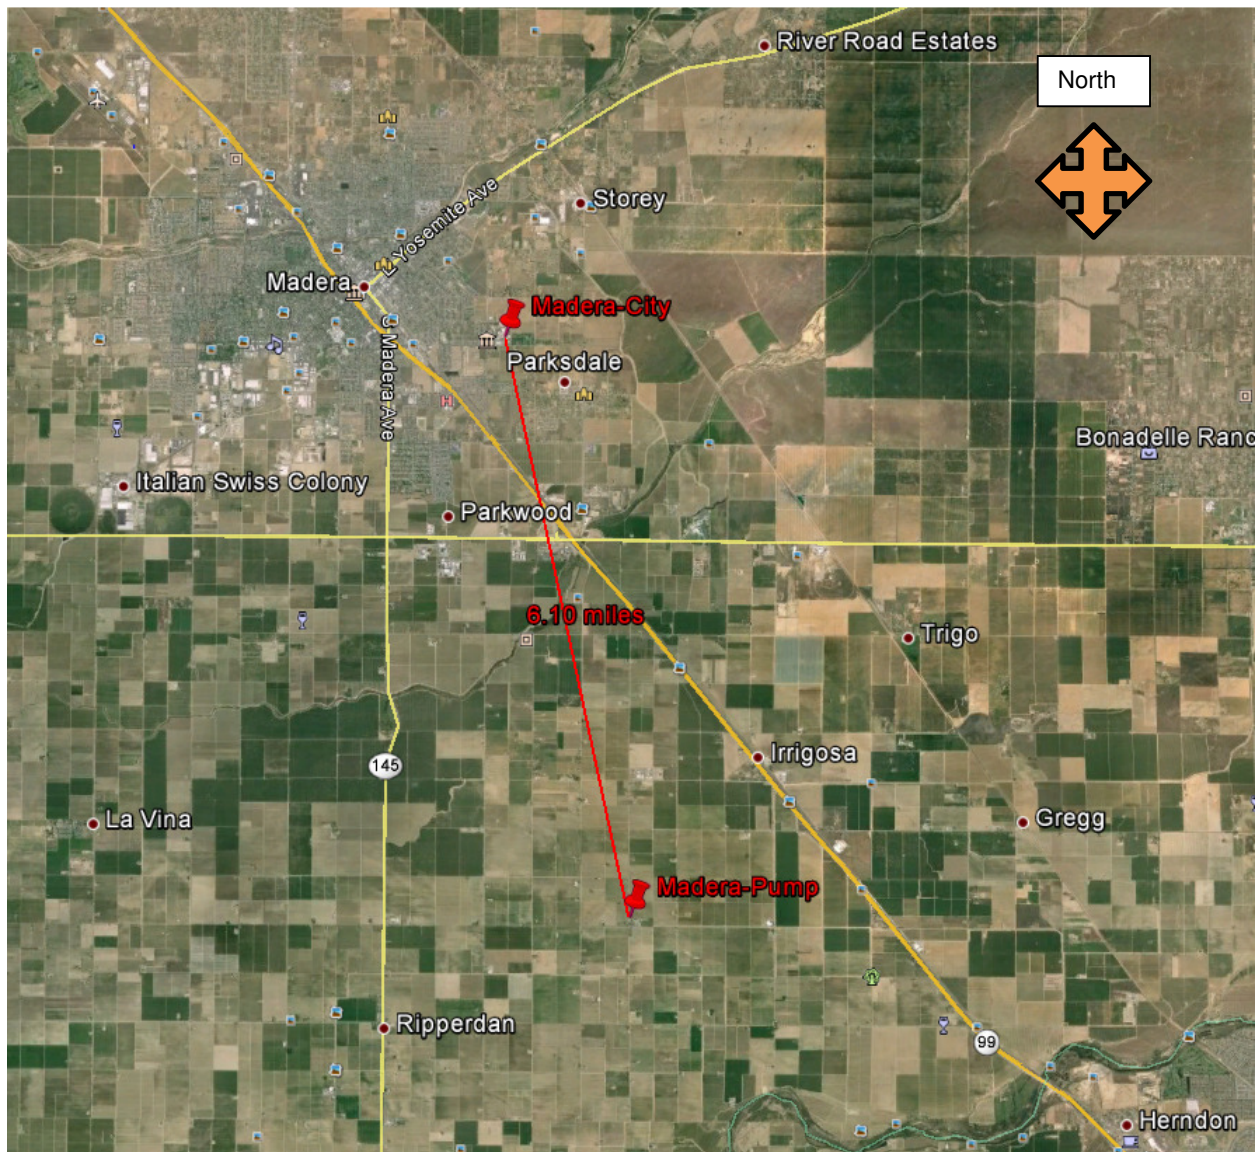 River Road Estates
North
Storey
E Yosemite Ave
Madera
Madera-City
Parksdale
S Madera Ave
Bonadelle Ranc
Italian Swiss Colony
Parkwood
6.10 miles
Trigo
Irrigosa
145
La Vina
Gregg
Madera-Pump
Ripperdan
99
Herndon